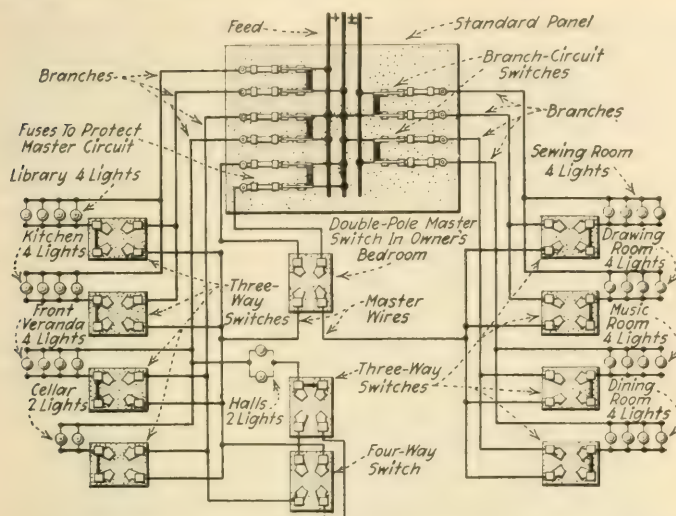 Feed
+ ± -
Standard Panel
Branches
Branch-Circuit
Switches
Fuses To Protect
Master Circuit
Branches
Library 4 Lights
Sewing Room
4 Lights
Kitchen
4 Lights
Double-Pole Master
Switch In Owner's
Bedroom
Drawing
Room
4 Lights
Three-
Way
Switches
Front
Veranda
4 Lights
Master
Wires
Music
Room
4 Lights
Cellar
2 Lights
Halls
2 Lights
Three-Way
Switches
Dining
Room
4 Lights
Four-Way
Switch